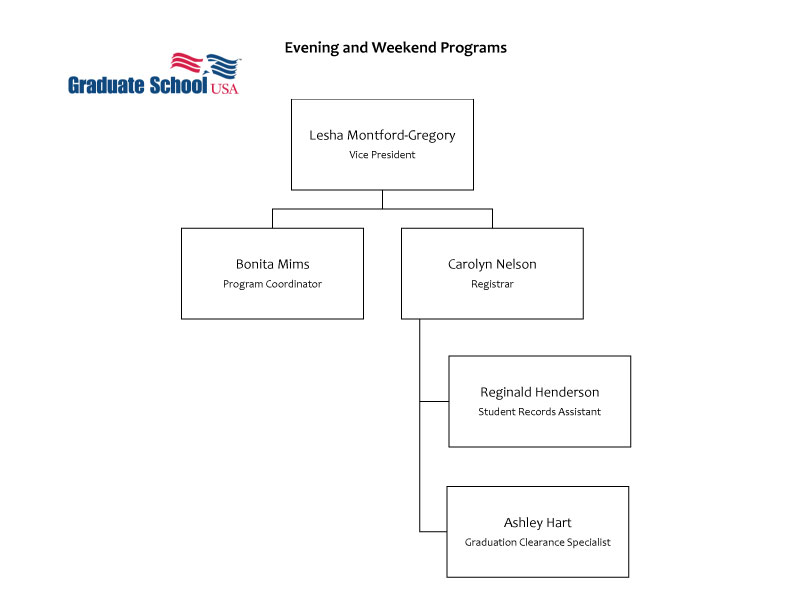 Evening and Weekend Programs
Graduate School USA
Lesha Montford-Gregory
Vice President
Bonita Mims
Program Coordinator
Carolyn Nelson
Registrar
Reginald Henderson
Student Records Assistant
Ashley Hart
Graduation Clearance Specialist